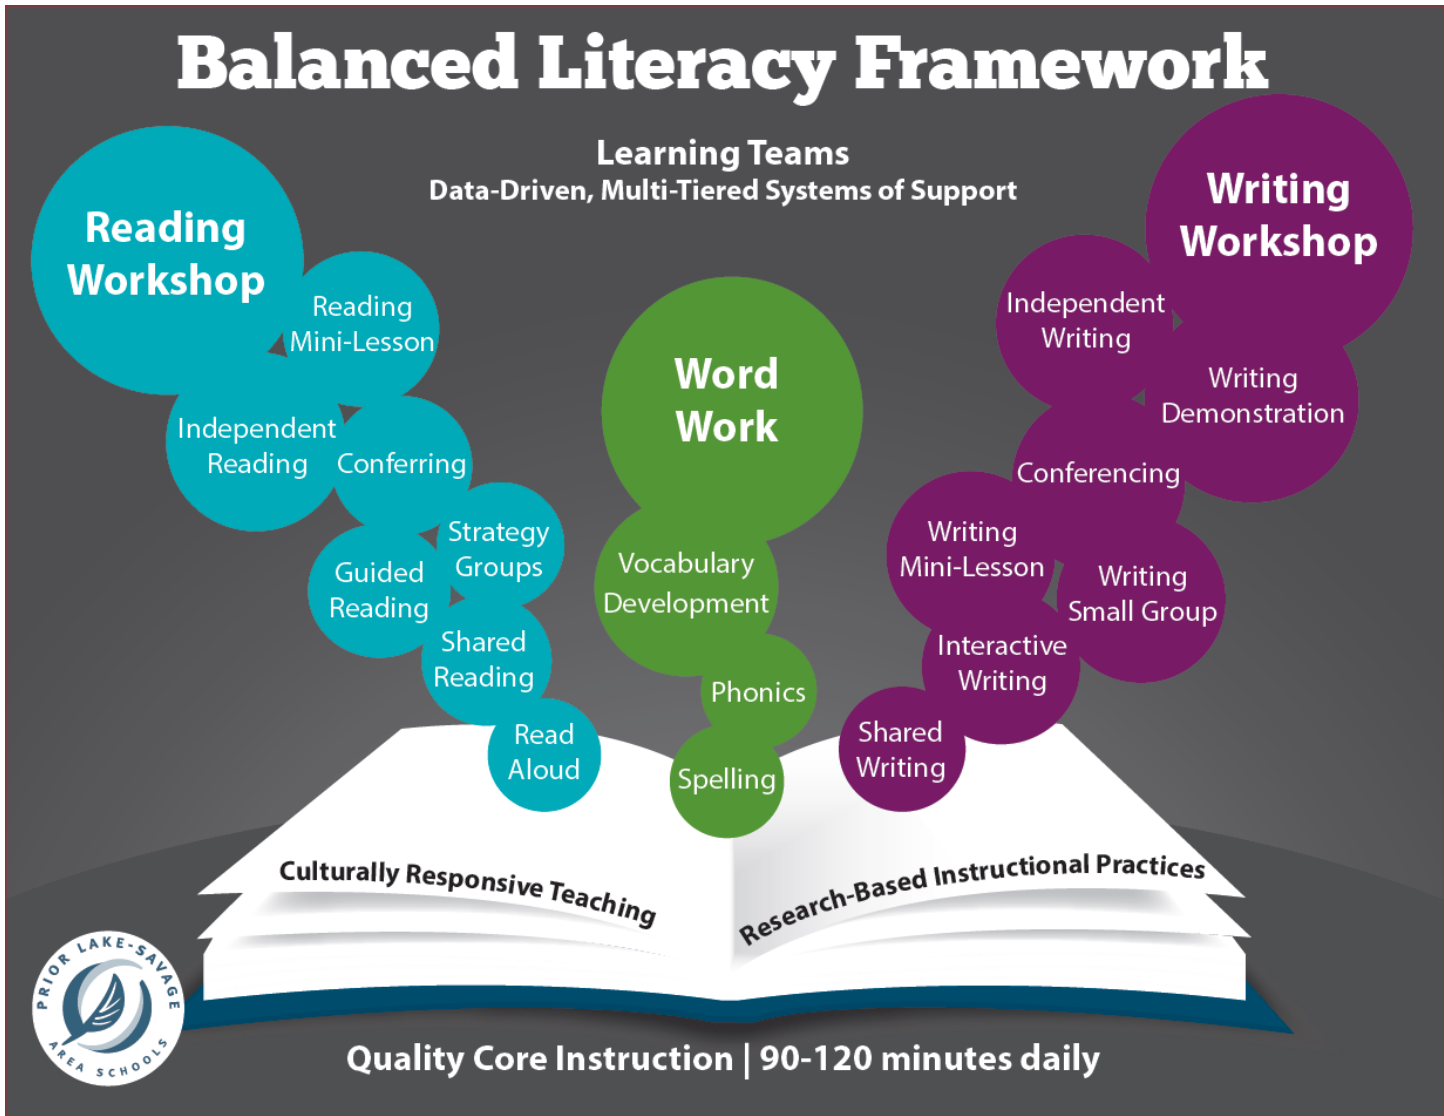 Balanced Literacy Framework
Learning Teams
Data-Driven, Multi-Tiered Systems of Support
Reading
Workshop
Reading
Mini-Lesson
Independent
Reading
Conferring
Strategy
Groups
Guided
Reading
Shared
Reading
Read
Aloud
Word
Work
Vocabulary
Development
Phonics
Spelling
Writing
Workshop
Independent
Writing
Writing
Demonstration
Conferencing
Writing
Mini-Lesson
Writing
Small Group
Interactive
Writing
Shared
Writing
Culturally Responsive Teaching
Research-Based Instructional Practices
PRIOR LAKE-SAVAGE
AREA SCHOOLS
Quality Core Instruction | 90-120 minutes daily